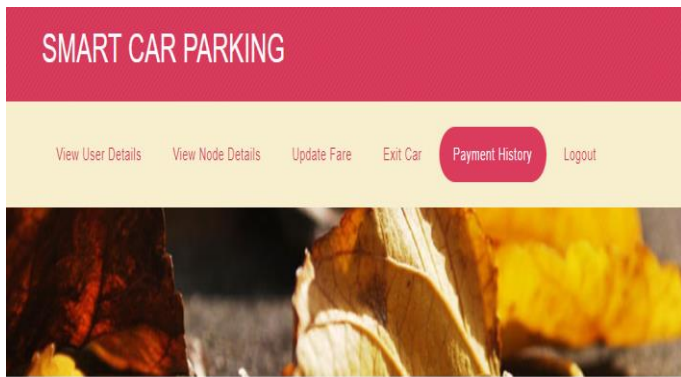 SMART CAR PARKING
View User Details View Node Details Update Fare Exit Car Payment History Logout